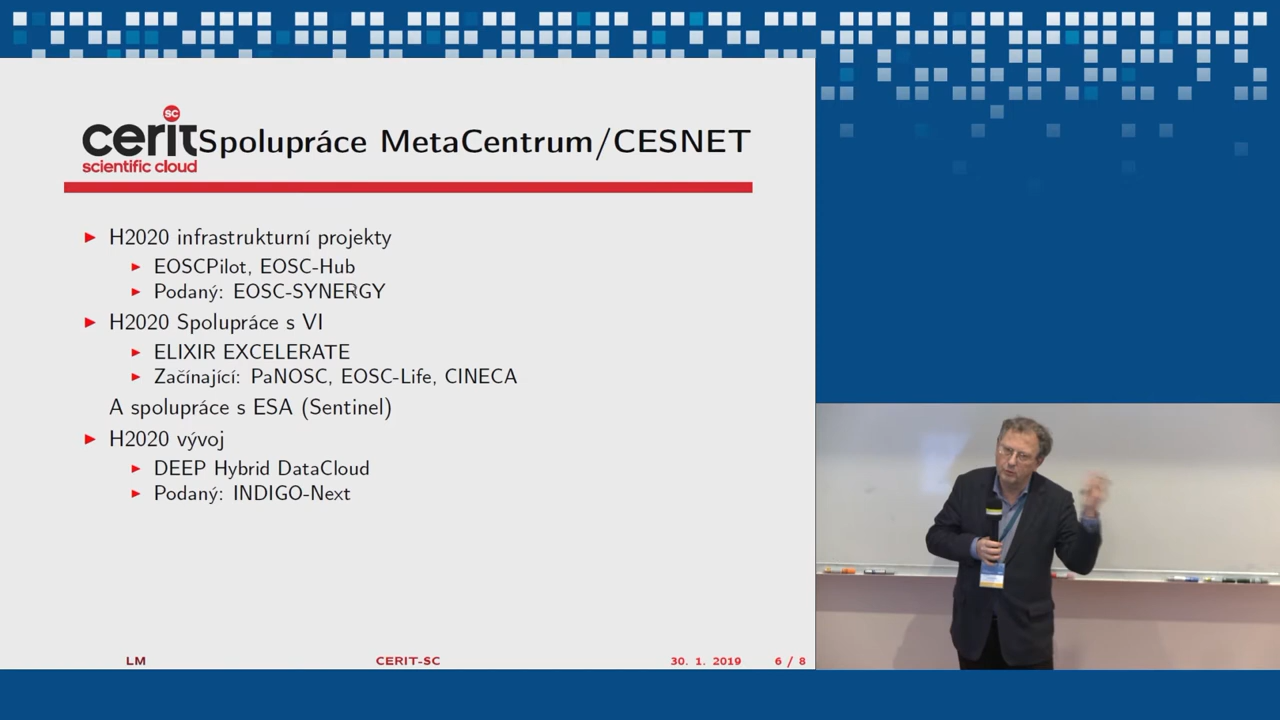 sc
cerit
scientific cloud
Spolupráce MetaCentrum/CESNET
H2020 infrastrukturní projekty
EOSCPilot, EOSC-Hub
Podaný: EOSC-SYNERGY
H2020 Spolupráce s VI
ELIXIR EXCELERATE
Začínající: PaNOSC, EOSC-Life, CINECA
A spolupráce s ESA (Sentinel)
H2020 vývoj
DEEP Hybrid DataCloud
Podaný: INDIGO-Next
LM CERIT-SC 30. 1. 2019 6 / 8